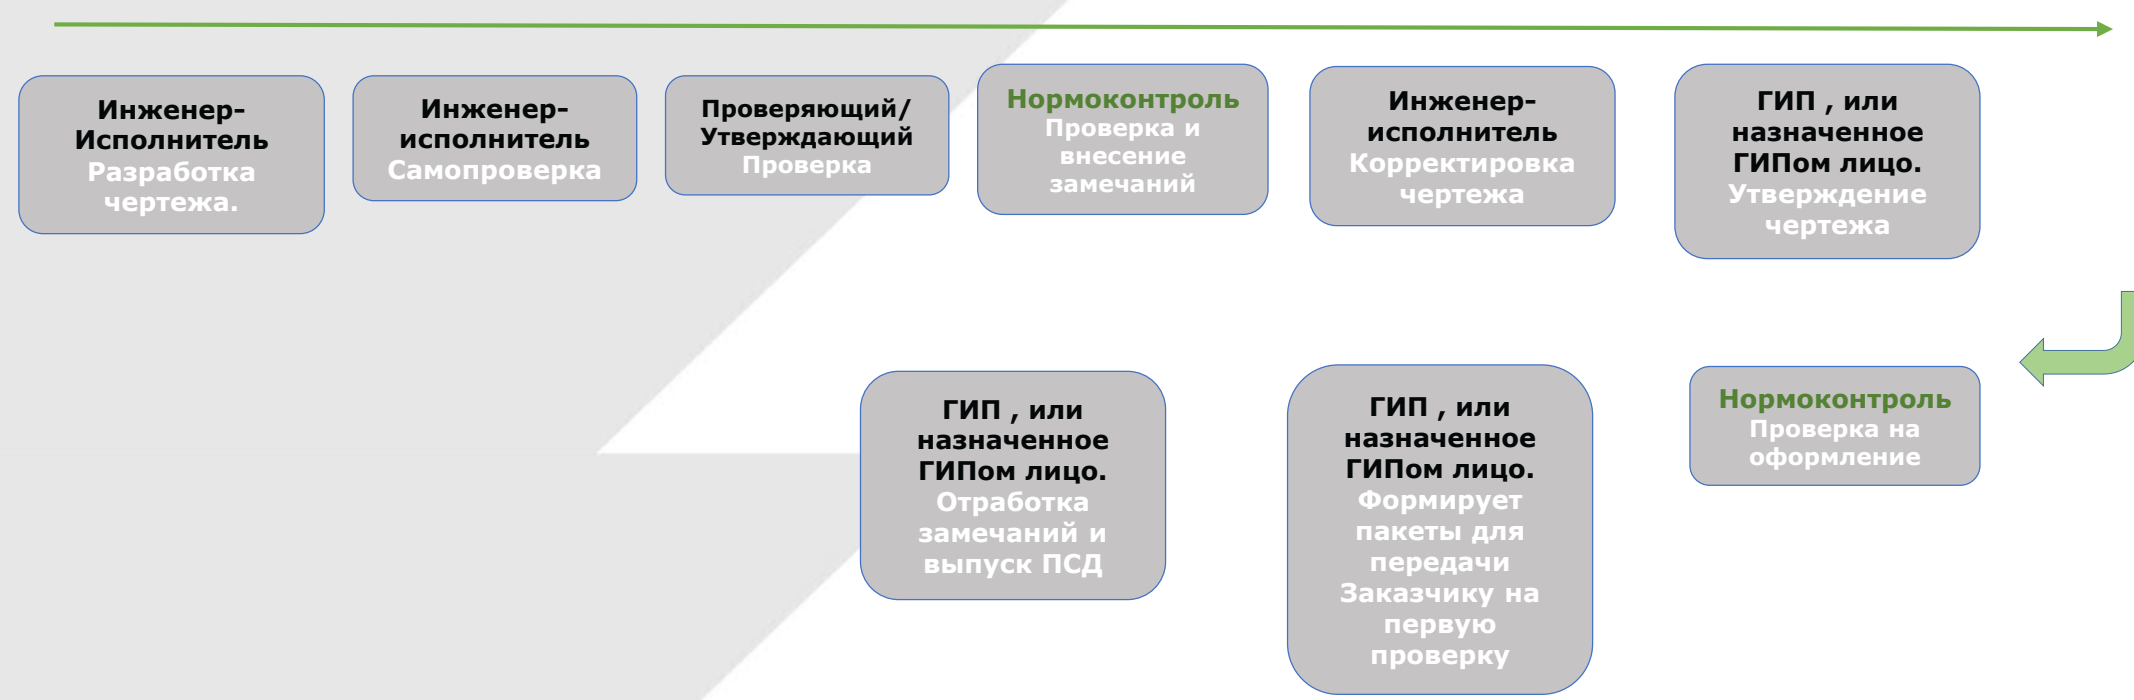 Инженер-
Исполнитель
Разработка
чертежа.
Инженер-
исполнитель
Самопроверка
Проверяющий/
Утверждающий
Проверка
Нормоконтроль
Проверка и
внесение
замечаний
Инженер-
исполнитель
Корректировка
чертежа
ГИП , или
назначенное
ГИПом лицо.
Утверждение
чертежа
Нормоконтроль
Проверка на
оформление
ГИП , или
назначенное
ГИПом лицо.
Формирует
пакеты для
передачи
Заказчику на
первую
проверку
ГИП , или
назначенное
ГИПом лицо.
Отработка
замечаний и
выпуск ПСД